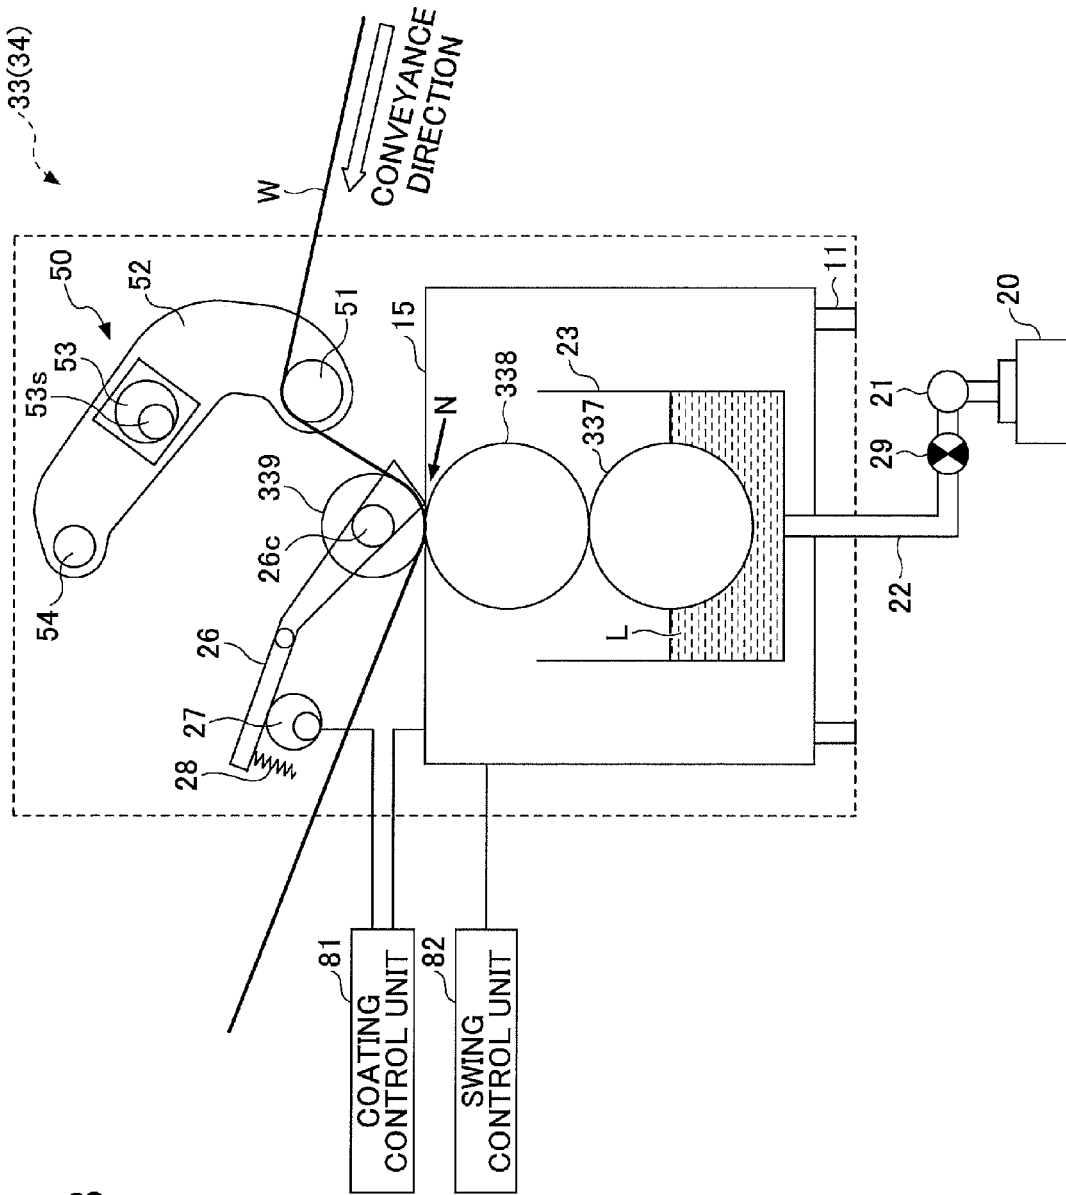 33(34)
CONVEYANCE
DIRECTION
W
50
52
53
53s
51
54
339
26c
26
27
28
15
N
338
23
337
L
11
20
21
29
22
81
COATING
CONTROL UNIT
82
SWING
CONTROL UNIT